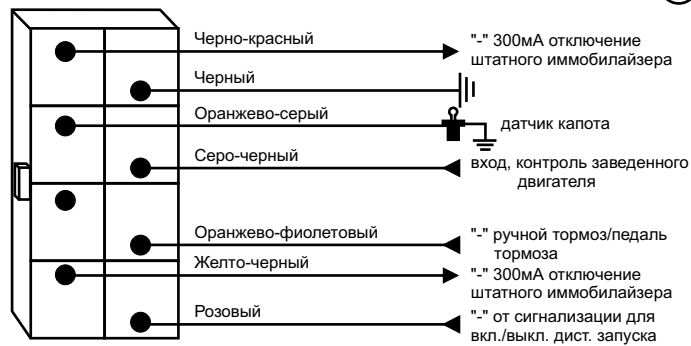 Черно-красный
"-" 300мА отключение
штатного иммобилайзера
Черный
Оранжево-серый
датчик капота
Серо-черный
вход, контроль заведенного
двигателя
Оранжево-фиолетовый
"-" ручной тормоз/педаль
тормоза
Желто-черный
"-" 300мА отключение
штатного иммобилайзера
Розовый
"-" от сигнализации для
вкл./выкл. дист. запуска